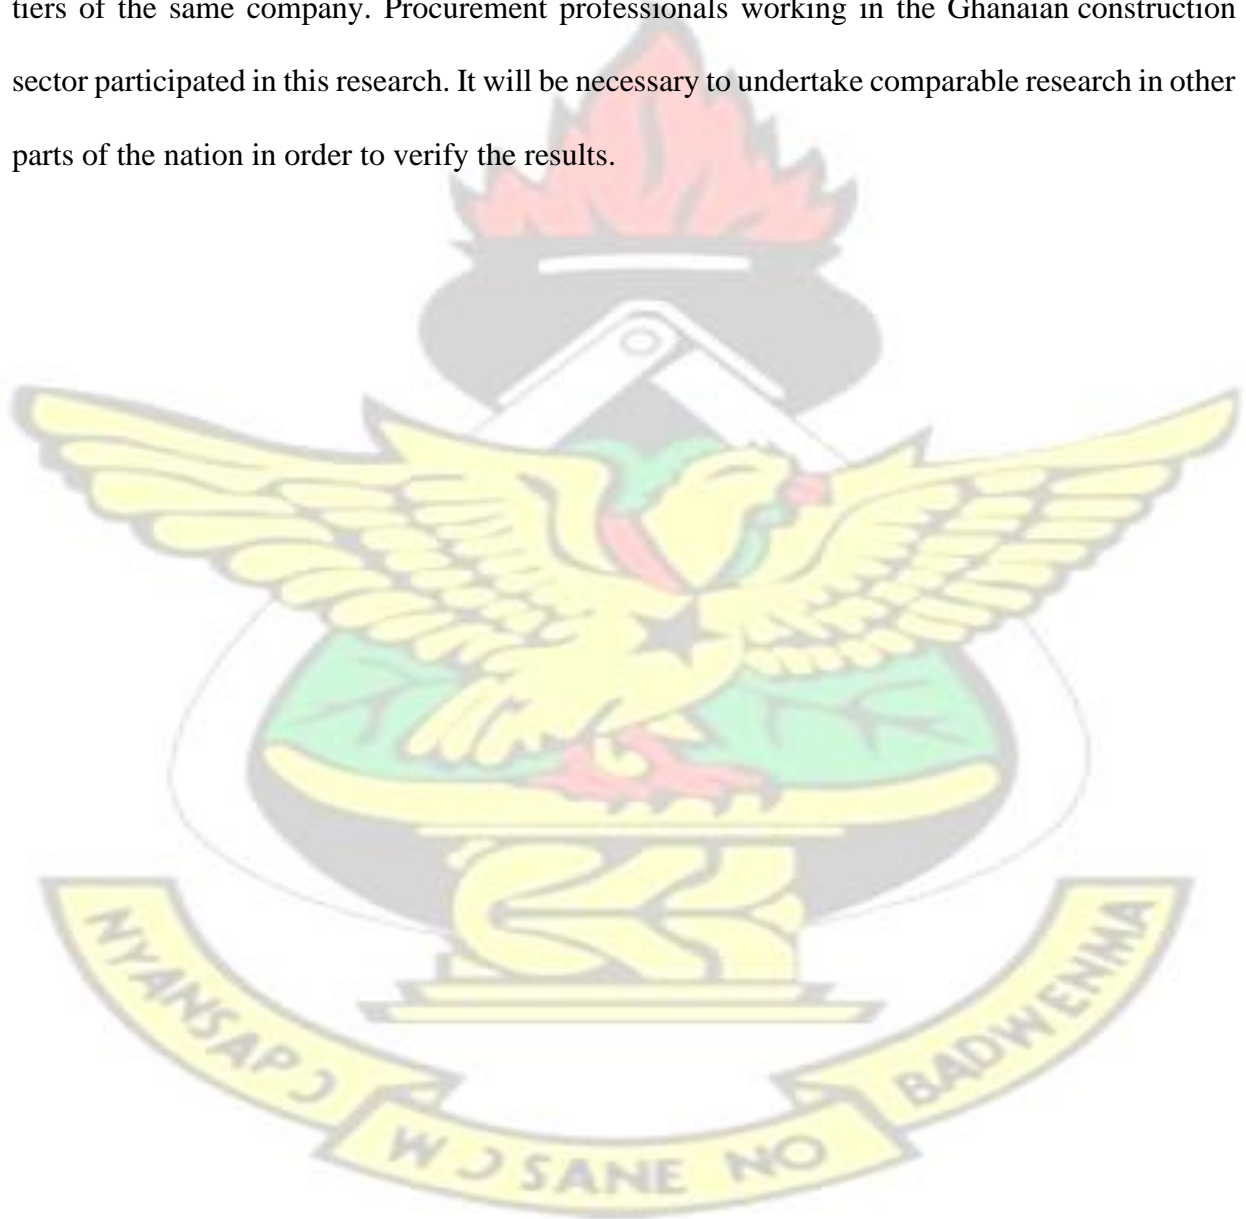 tiers of the same company. Procurement professionals working in the Ghanaian construction
sector participated in this research. It will be necessary to undertake comparable research in other
parts of the nation in order to verify the results.
NYANSAPƆ
WƆSANE NO
BADWENMA